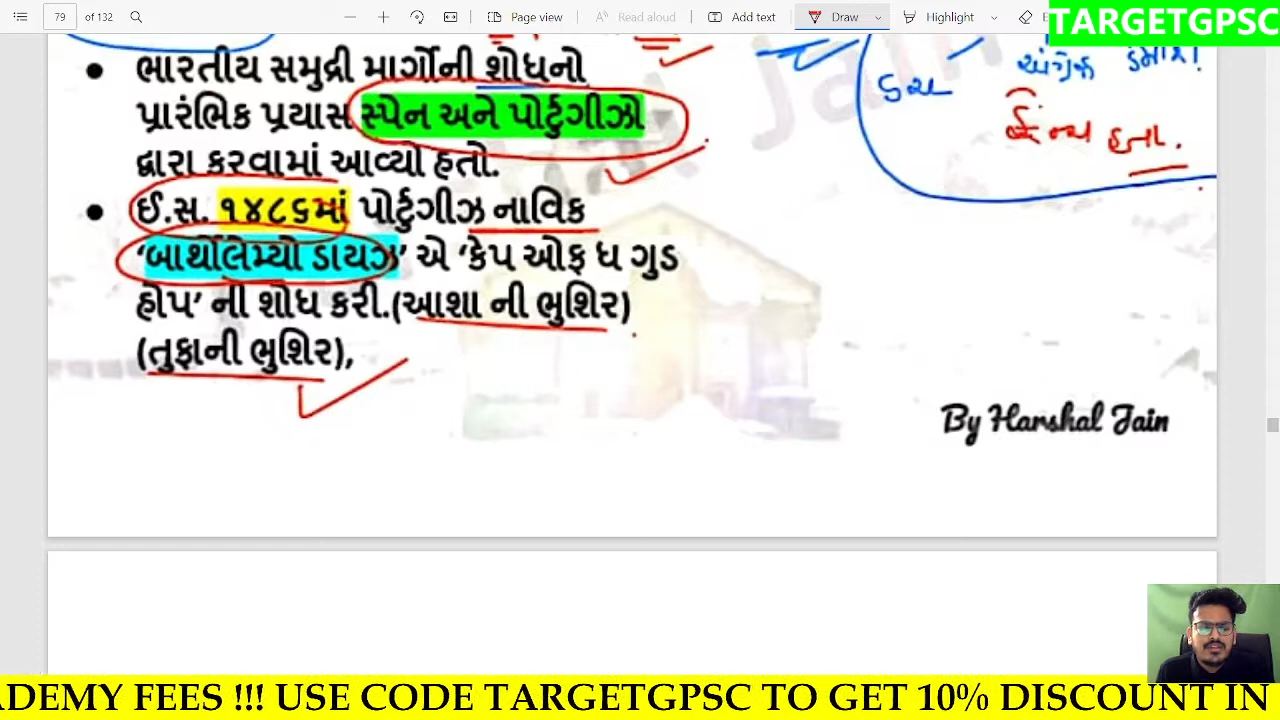 79 of 132 Page view Read aloud Add text Draw Highlight
TARGETGPSC
• ભારતીય સમુદ્રી માર્ગોની શોધનો
પ્રારંભિક પ્રયાસ સ્પેન અને પોર્ટુગીઝો
દ્વારા કરવામાં આવ્યો હતો.
• ઈ.સ. ૧૪૮૬માં પોર્ટુગીઝ નાવિક
‘બાર્થોલેમ્યો ડાયઝ’ એ ‘કેપ ઓફ ધ ગુડ
હોપ’ ની શોધ કરી.(આશા ની ભુશિર)
(તુફાની ભુશિર),
હતા.
By Harshal Jain
ADEMY FEES !!! USE CODE TARGETGPSC TO GET 10% DISCOUNT IN